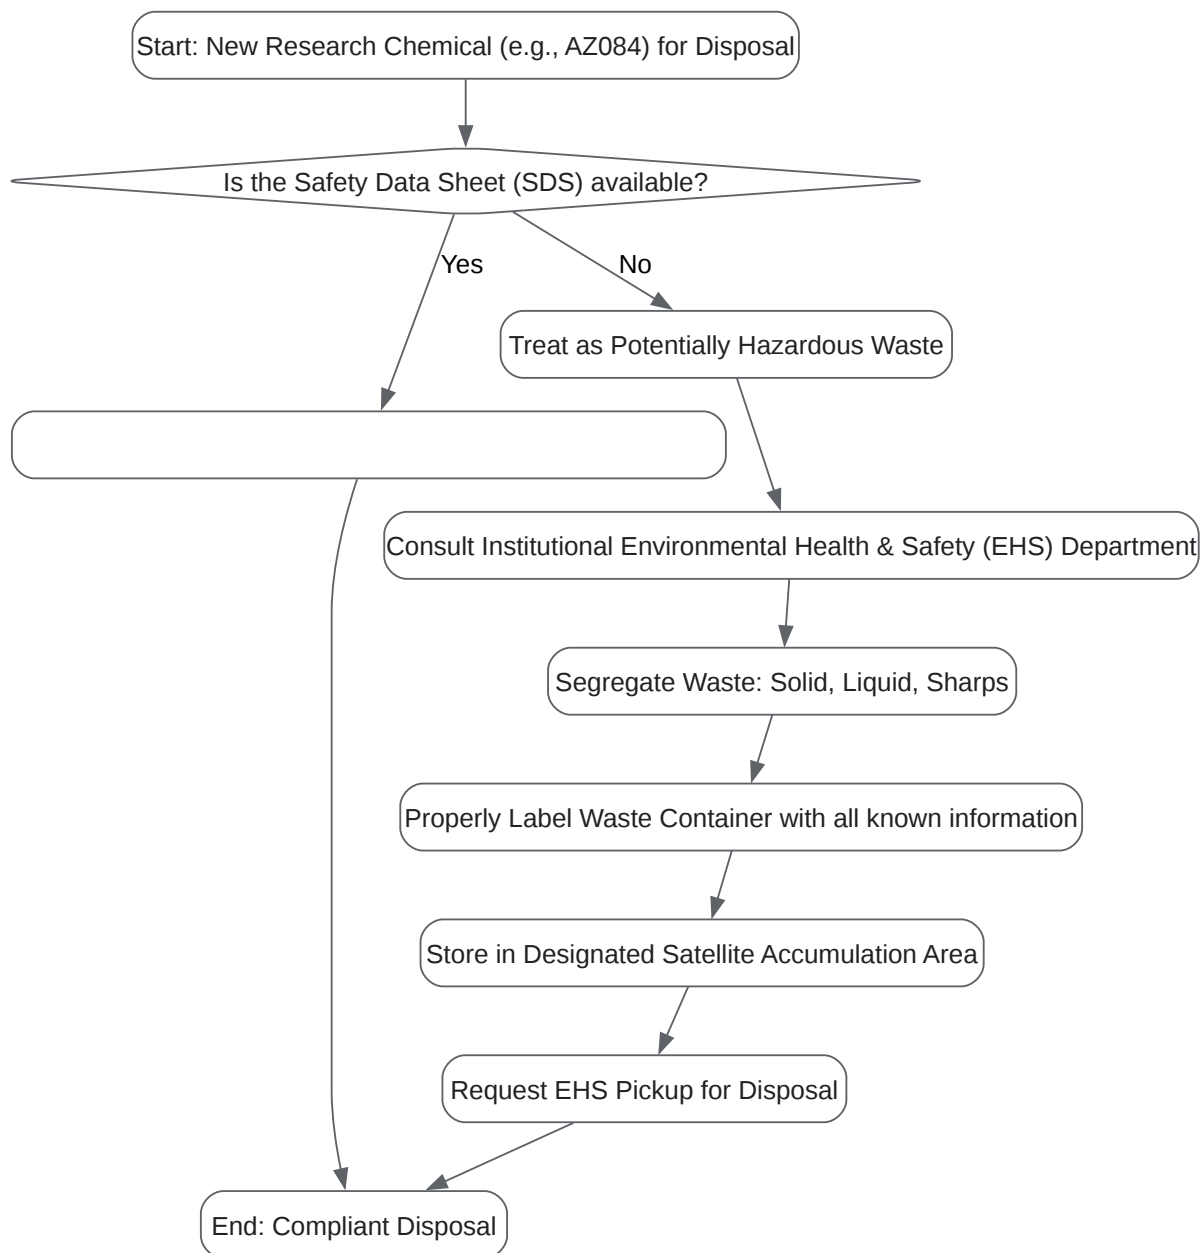 Start: New Research Chemical (e.g., AZ084) for Disposal
Is the Safety Data Sheet (SDS) available?
Yes
No
Treat as Potentially Hazardous Waste
Consult Institutional Environmental Health & Safety (EHS) Department
Segregate Waste: Solid, Liquid, Sharps
Properly Label Waste Container with all known information
Store in Designated Satellite Accumulation Area
Request EHS Pickup for Disposal
End: Compliant Disposal